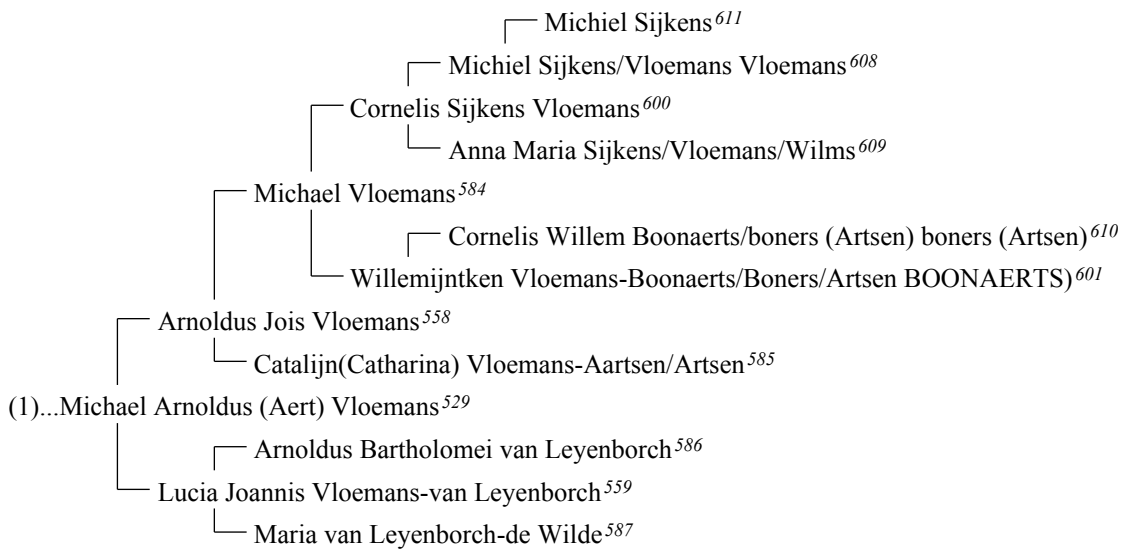 Michiel Sijkens611
Michiel Sijkens/Vloemans Vloemans608
Cornelis Sijkens Vloemans600
Anna Maria Sijkens/Vloemans/Wilms609
Michael Vloemans584
Cornelis Willem Boonaerts/boners (Artsen) boners (Artsen)610
Willemijntken Vloemans-Boonaerts/Boners/Artsen BOONAERTS)601
Arnoldus Jois Vloemans558
Catalijn(Catharina) Vloemans-Aartsen/Artsen585
(1)...Michael Arnoldus (Aert) Vloemans529
Arnoldus Bartholomei van Leyenborch586
Lucia Joannis Vloemans-van Leyenborch559
Maria van Leyenborch-de Wilde587